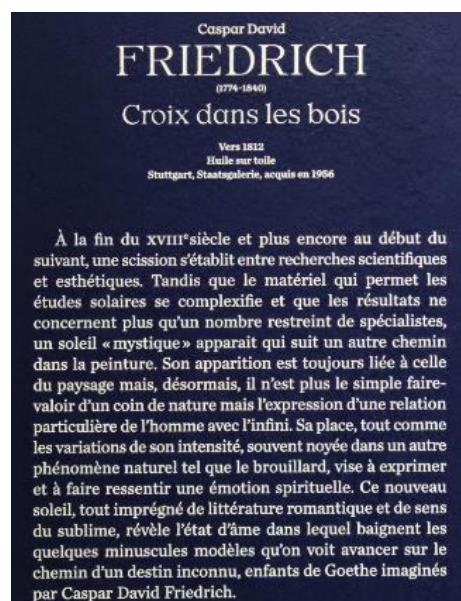 Caspar David
FRIEDRICH
(1774-1840)
Croix dans les bois
Vers 1812
Huile sur toile
Stuttgart, Staatsgalerie, acquis en 1956
À la fin du XVIIIᵉ siècle et plus encore au début du
suivant, une scission s'établit entre recherches scientifiques
et esthétiques. Tandis que le matériel qui permet les
études solaires se complexifie et que les résultats ne
concernent plus qu'un nombre restreint de spécialistes,
un soleil « mystique » apparait qui suit un autre chemin
dans la peinture. Son apparition est toujours liée à celle
du paysage mais, désormais, il n'est plus le simple faire-
valoir d'un coin de nature mais l'expression d'une relation
particulière de l'homme avec l'infini. Sa place, tout comme
les variations de son intensité, souvent noyée dans un autre
phénomène naturel tel que le brouillard, vise à exprimer
et à faire ressentir une émotion spirituelle. Ce nouveau
soleil, tout imprégné de littérature romantique et de sens
du sublime, révèle l'état d'âme dans lequel baignent les
quelques minuscules modèles qu'on voit avancer sur le
chemin d'un destin inconnu, enfants de Goethe imaginés
par Caspar David Friedrich.